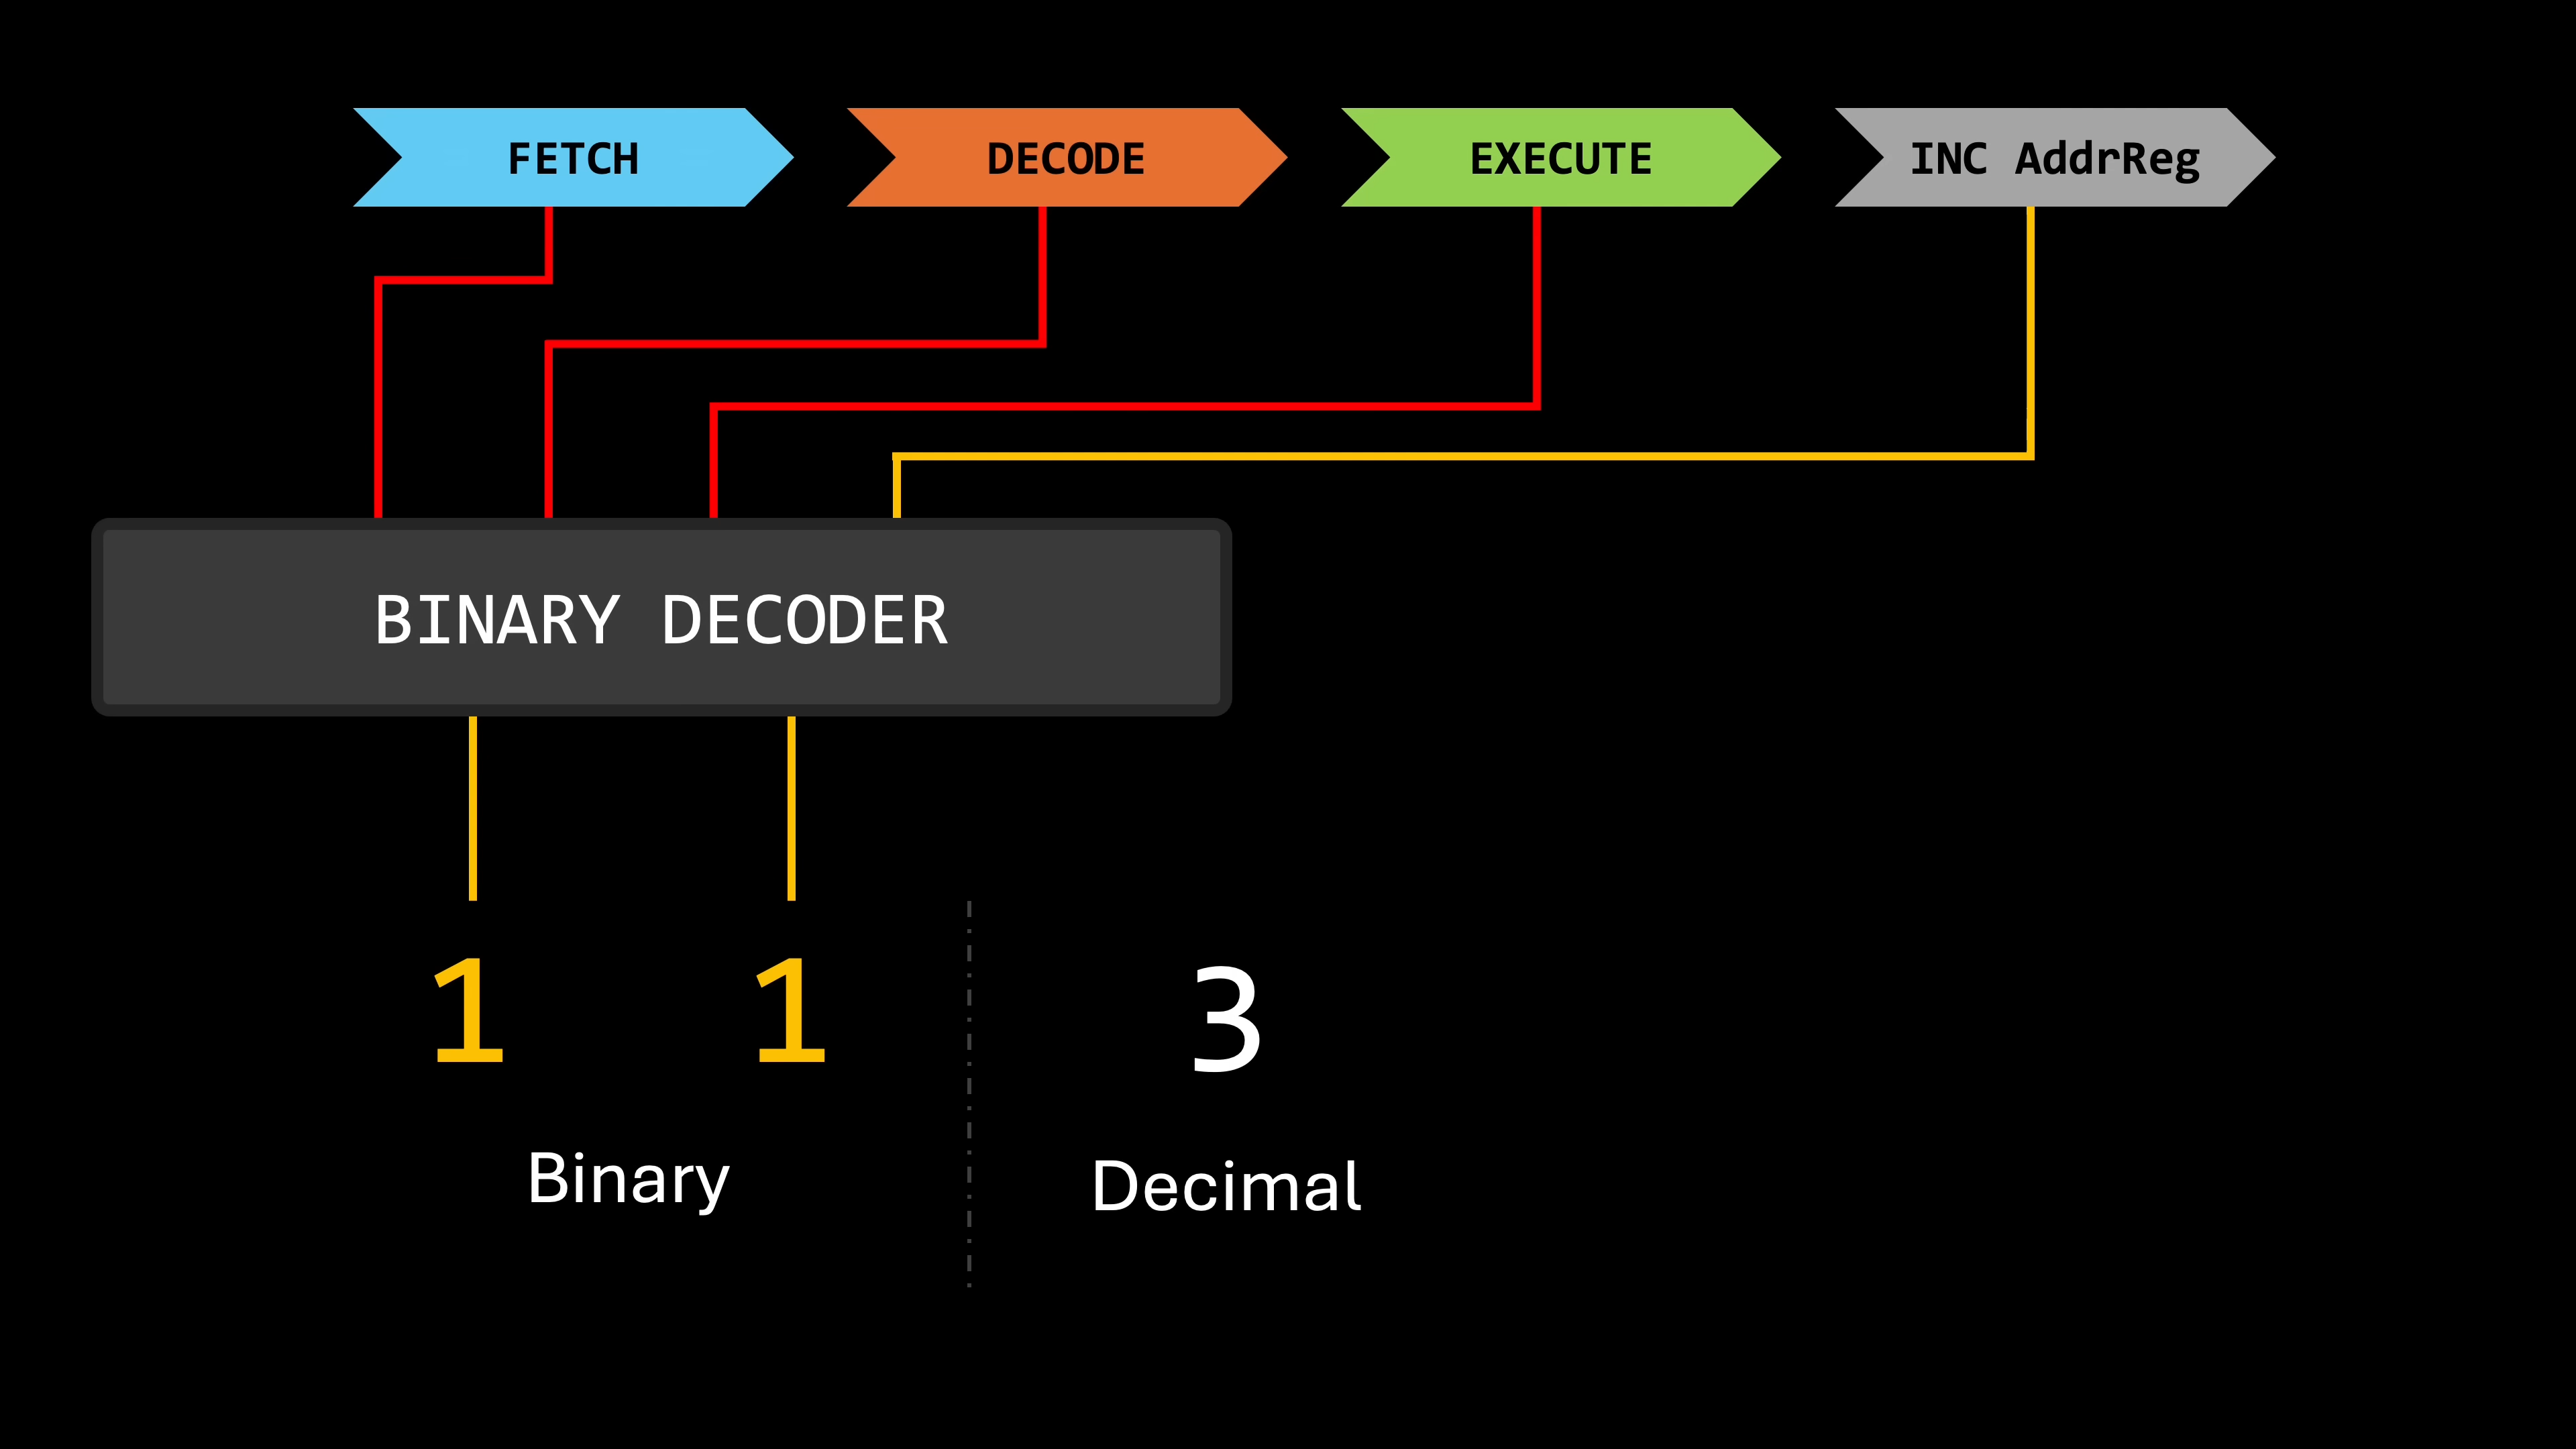 FETCH
DECODE
EXECUTE
INC AddrReg
BINARY DECODER
1 1
3
Binary
Decimal